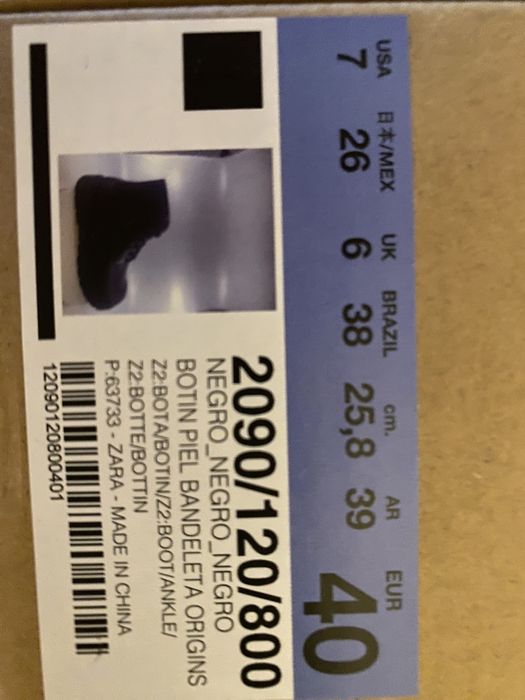 USA 日本/MEX UK BRAZIL cm. AR EUR
7 26 6 38 25,8 39 40
2090/120/800
NEGRO_NEGRO_NEGRO
BOTIN PIEL BANDELETA ORIGINS
Z2:BOTA/BOTIN/Z2:BOOT/ANKLE/
Z2:BOTTE/BOTTIN
P:63733 - ZARA - MADE IN CHINA
12090120800401